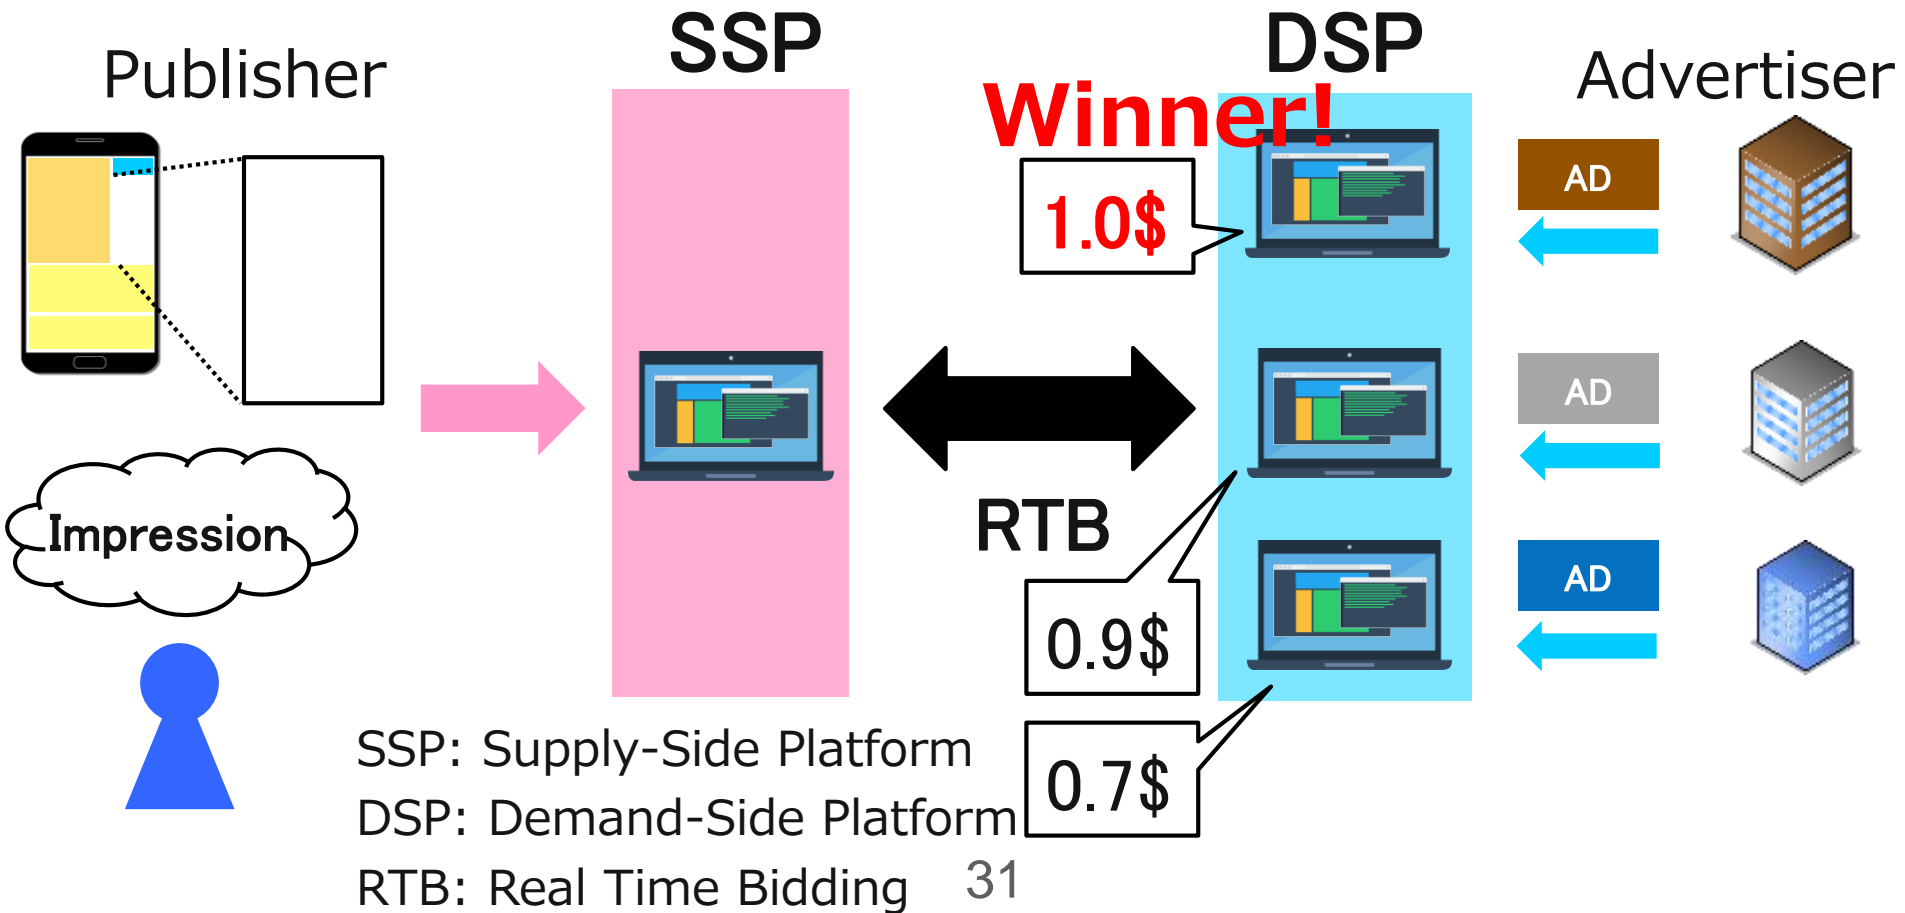 Publisher
SSP
DSP
Advertiser
Winner!
1.0$
AD
AD
AD
Impression
RTB
0.9$
0.7$
SSP: Supply-Side Platform
DSP: Demand-Side Platform
RTB: Real Time Bidding
31